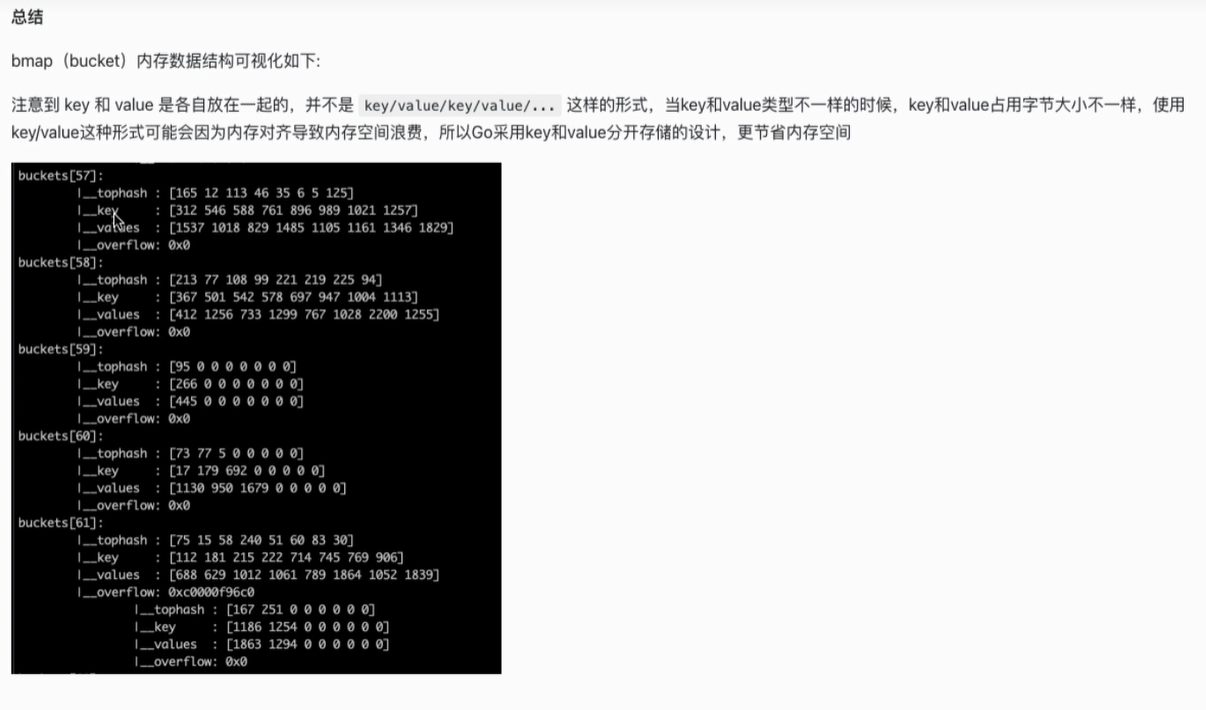 总结
bmap（bucket）内存数据结构可视化如下:
注意到 key 和 value 是各自放在一起的，并不是 key/value/key/value/... 这样的形式，当key和value类型不一样的时候，key和value占用字节大小不一样，使用
key/value这种形式可能会因为内存对齐导致内存空间浪费，所以Go采用key和value分开存储的设计，更节省内存空间
buckets[57]:
|__tophash : [165 12 113 46 35 6 5 125]
|__key : [312 546 588 761 896 989 1021 1257]
|__values : [1537 1018 829 1485 1105 1161 1346 1829]
|__overflow: 0x0
buckets[58]:
|__tophash : [213 77 108 99 221 219 225 94]
|__key : [367 501 542 578 697 947 1004 1113]
|__values : [412 1256 733 1299 767 1028 2200 1255]
|__overflow: 0x0
buckets[59]:
|__tophash : [95 0 0 0 0 0 0 0]
|__key : [266 0 0 0 0 0 0 0]
|__values : [445 0 0 0 0 0 0 0]
|__overflow: 0x0
buckets[60]:
|__tophash : [73 77 5 0 0 0 0 0]
|__key : [17 179 692 0 0 0 0 0]
|__values : [1130 950 1679 0 0 0 0 0]
|__overflow: 0x0
buckets[61]:
|__tophash : [75 15 58 240 51 60 83 30]
|__key : [112 181 215 222 714 745 769 906]
|__values : [688 629 1012 1061 789 1864 1052 1839]
|__overflow: 0xc0000f96c0
|__tophash : [167 251 0 0 0 0 0 0]
|__key : [1186 1254 0 0 0 0 0 0]
|__values : [1863 1294 0 0 0 0 0 0]
|__overflow: 0x0